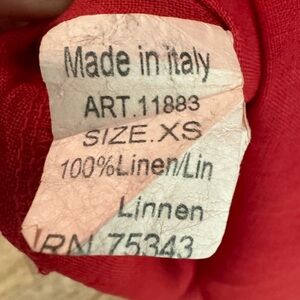 Made in italy
ART.11883
SIZE.XS
100%Linen/Lin
Linnen
RN 75343